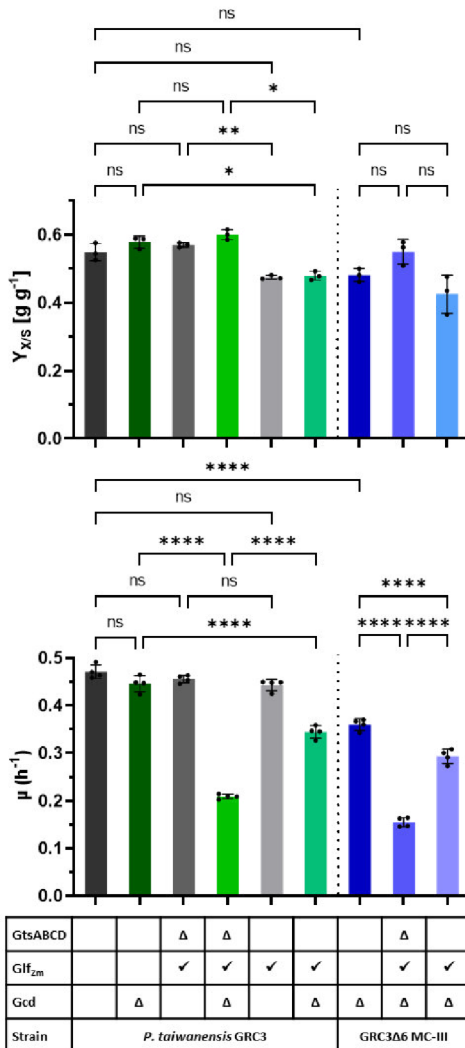 ns
ns
ns *
ns ** ns
ns * ns ns
0.6
0.4
0.2
0.0
Y_X/S [g g⁻¹]
****
ns
**** ****
ns ns ****
ns **** **** ****
0.5
0.4
0.3
0.2
0.1
0.0
µ (h⁻¹)
GtsABCD Δ Δ Δ
Glf_Zm ✓ ✓ ✓ ✓ ✓ ✓
Gcd Δ Δ Δ Δ Δ Δ
Strain P. taiwanensis GRC3 GRC3Δ6 MC-III